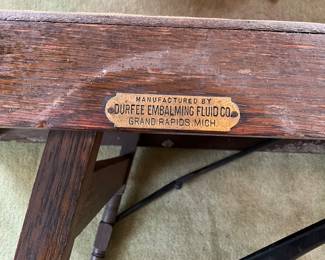 MANUFACTURED BY
DURFEE EMBALMING FLUID CO.
GRAND RAPIDS, MICH.